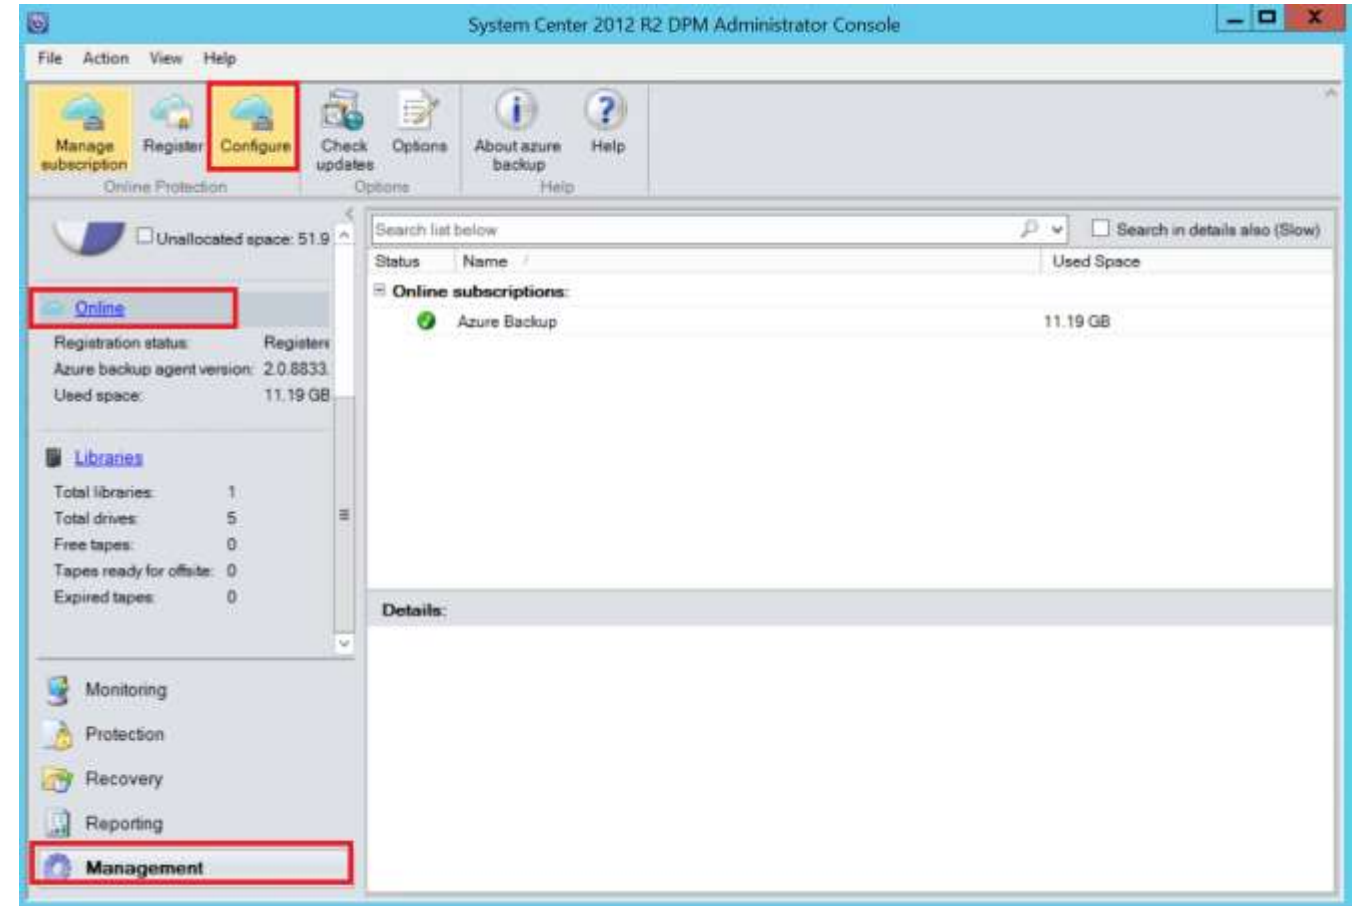 System Center 2012 R2 DPM Administrator Console
X
File Action View Help
Manage subscription
Register
Configure
Check updates
Options
About azure backup
Help
Online Protection
Options
Help
Unallocated space: 51.9
Search list below
Search in details also (Slow)
Status Name Used Space
Online subscriptions:
Azure Backup 11.19 GB
Online
Registration status: Registere
Azure backup agent version: 2.0.8833.
Used space: 11.19 GB
Libraries
Total libraries: 1
Total drives: 5
Free tapes: 0
Tapes ready for offsite: 0
Expired tapes: 0
Details:
Monitoring
Protection
Recovery
Reporting
Management